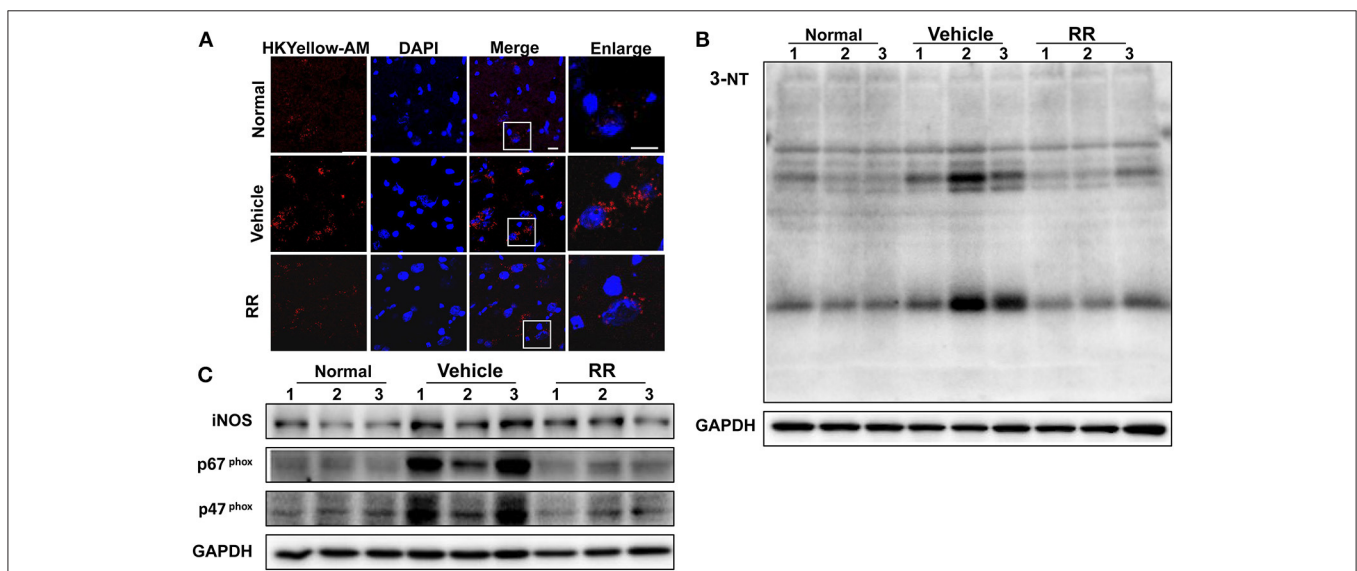 A
HKYellow-AM DAPI Merge Enlarge
Normal
Vehicle
RR
B
Normal Vehicle RR
1 2 3 1 2 3 1 2 3
3-NT
GAPDH
C
Normal Vehicle RR
1 2 3 1 2 3 1 2 3
iNOS
p67 phox
p47 phox
GAPDH